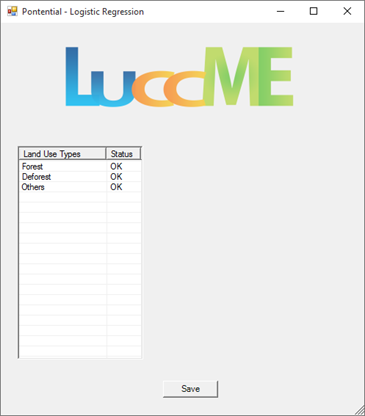 Pontential - Logistic Regression
LuccME
Land Use Types Status
Forest OK
Deforest OK
Others OK
Save